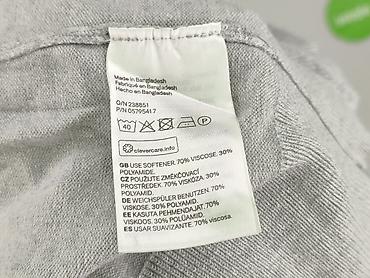 Made in Bangladesh
Fabriqué en Bangladesh
Hecho en Bangladesh
O/N 238851
P/N 05795417
40
P
clevercare.info
GB USE SOFTENER. 70% VISCOSE. 30%
POLYAMIDE.
CZ POUŽIJTE ZMĚKČOVACÍ
PROSTŘEDEK. 70% VISKÓZA. 30%
POLYAMID.
DE WEICHSPÜLER BENUTZEN. 70%
VISKOSE. 30% POLYAMID.
EE KASUTA PEHMENDAJAT. 70%
VISKOOS. 30% POLÜAMIID.
ES USAR SUAVIZANTE. 70% viscosa.